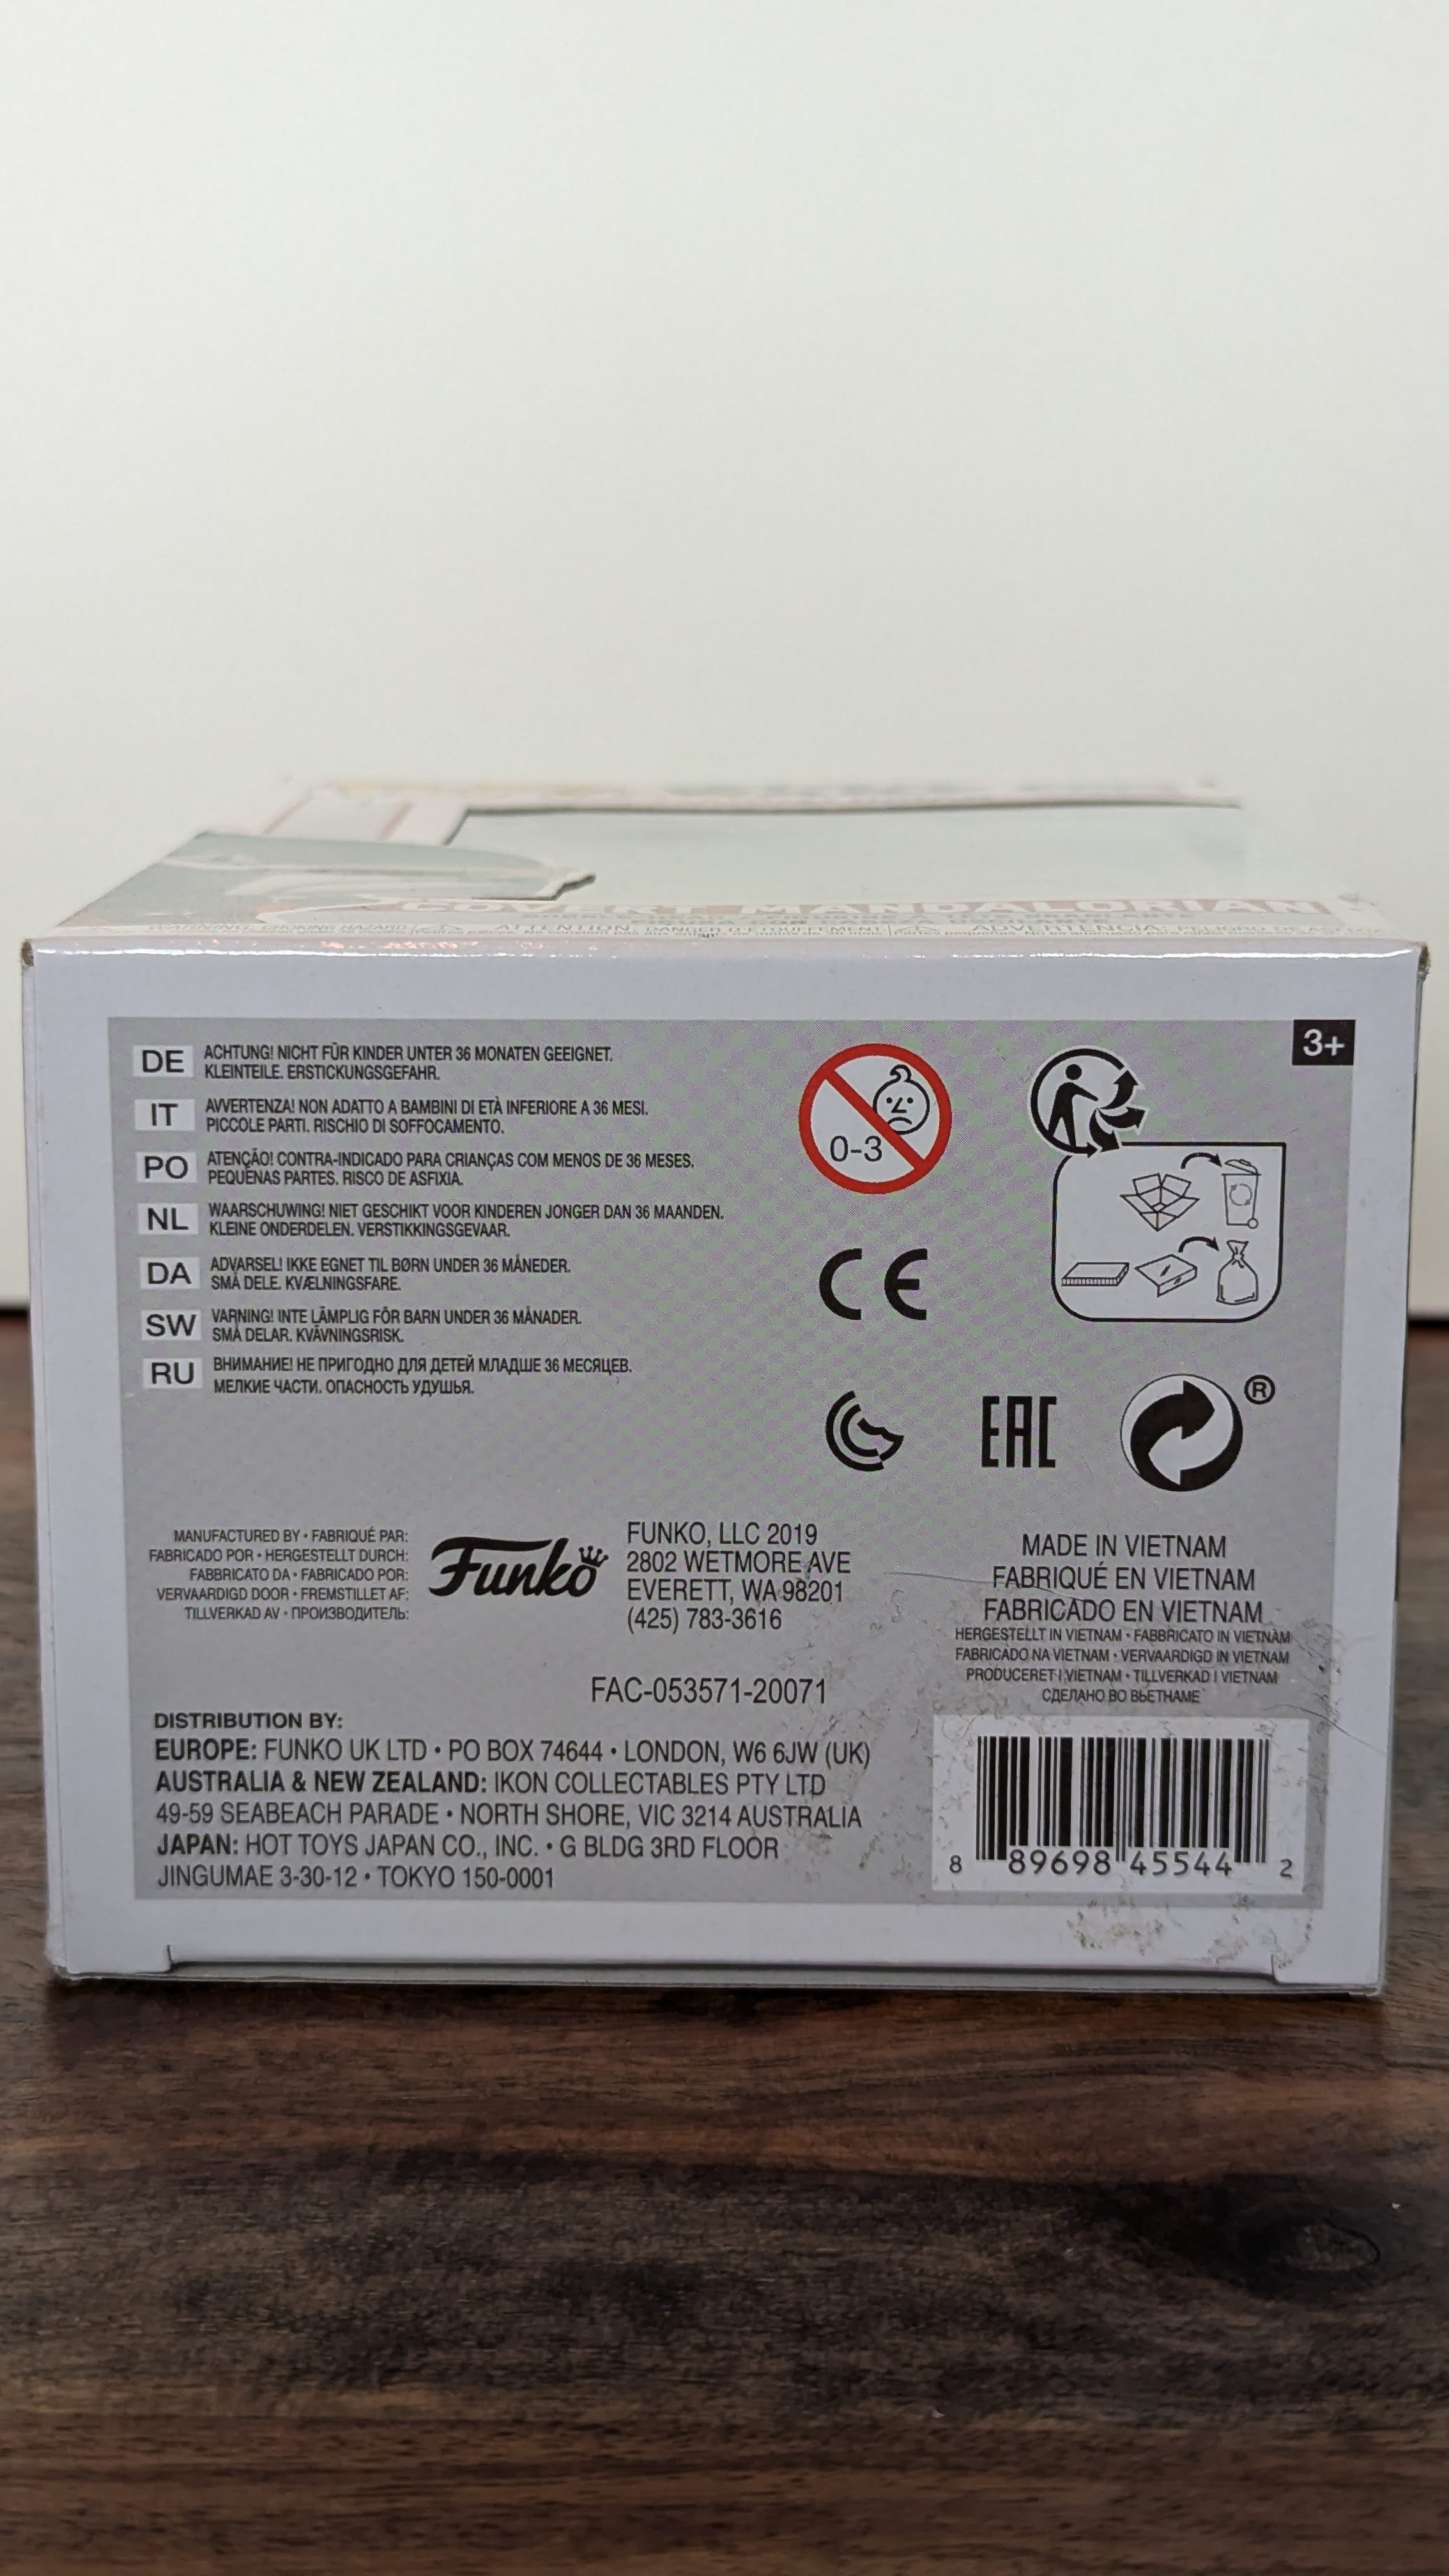 COVERT MANDALORIAN
WARNING: CHOKING HAZARD ATTENTION: DANGER D'ÉTOUFFEMENT ADVERTENCIA: PELIGRO DE ASFIXIA
3+
DE ACHTUNG! NICHT FÜR KINDER UNTER 36 MONATEN GEEIGNET.
KLEINTEILE. ERSTICKUNGSGEFAHR.
IT AVVERTENZA! NON ADATTO A BAMBINI DI ETÀ INFERIORE A 36 MESI.
PICCOLE PARTI. RISCHIO DI SOFFOCAMENTO.
PO ATENÇÃO! CONTRA-INDICADO PARA CRIANÇAS COM MENOS DE 36 MESES.
PEQUENAS PARTES. RISCO DE ASFIXIA.
NL WAARSCHUWING! NIET GESCHIKT VOOR KINDEREN JONGER DAN 36 MAANDEN.
KLEINE ONDERDELEN. VERSTIKKINGSGEVAAR.
DA ADVARSEL! IKKE EGNET TIL BØRN UNDER 36 MÅNEDER.
SMÅ DELE. KVÆLNINGSFARE.
SW VARNING! INTE LÄMPLIG FÖR BARN UNDER 36 MÅNADER.
SMÅ DELAR. KVÄVNINGSRISK.
RU ВНИМАНИЕ! НЕ ПРИГОДНО ДЛЯ ДЕТЕЙ МЛАДШЕ 36 МЕСЯЦЕВ.
МЕЛКИЕ ЧАСТИ. ОПАСНОСТЬ УДУШЬЯ.
0-3
CE
EAC
®
MANUFACTURED BY • FABRIQUÉ PAR:
FABRICADO POR • HERGESTELLT DURCH:
FABBRICATO DA • FABRICADO POR:
VERVAARDIGD DOOR • FREMSTILLET AF:
TILLVERKAD AV • ПРОИЗВОДИТЕЛЬ:
Funko
FUNKO, LLC 2019
2802 WETMORE AVE
EVERETT, WA 98201
(425) 783-3616
MADE IN VIETNAM
FABRIQUÉ EN VIETNAM
FABRICADO EN VIETNAM
HERGESTELLT IN VIETNAM • FABBRICATO IN VIETNAM
FABRICADO NA VIETNAM • VERVAARDIGD IN VIETNAM
PRODUCERET I VIETNAM • TILLVERKAD I VIETNAM
СДЕЛАНО ВО ВЬЕТНАМЕ
FAC-053571-20071
DISTRIBUTION BY:
EUROPE: FUNKO UK LTD • PO BOX 74644 • LONDON, W6 6JW (UK)
AUSTRALIA & NEW ZEALAND: IKON COLLECTABLES PTY LTD
49-59 SEABEACH PARADE • NORTH SHORE, VIC 3214 AUSTRALIA
JAPAN: HOT TOYS JAPAN CO., INC. • G BLDG 3RD FLOOR
JINGUMAE 3-30-12 • TOKYO 150-0001
8 89698 45544 2